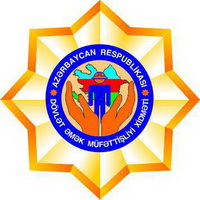 AZƏRBAYCAN RESPUBLİKASI
DÖVLƏT ƏMƏK MÜFƏTTİŞLİYİ XİDMƏTİ